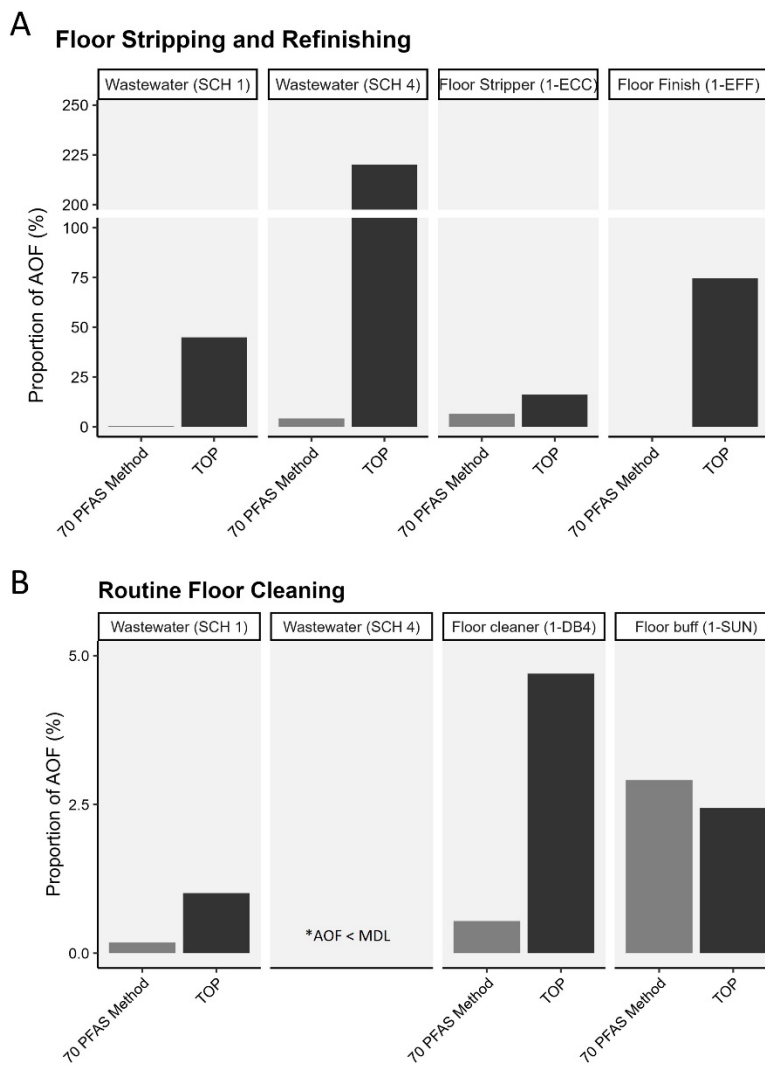 A
Floor Stripping and Refinishing
Wastewater (SCH 1) Wastewater (SCH 4) Floor Stripper (1-ECC) Floor Finish (1-EFF)
Proportion of AOF (%)
250
225
200
100
75
50
25
0
70 PFAS Method TOP 70 PFAS Method TOP 70 PFAS Method TOP 70 PFAS Method TOP
B
Routine Floor Cleaning
Wastewater (SCH 1) Wastewater (SCH 4) Floor cleaner (1-DB4) Floor buff (1-SUN)
Proportion of AOF (%)
5.0
2.5
0.0
*AOF < MDL
70 PFAS Method TOP 70 PFAS Method TOP 70 PFAS Method TOP